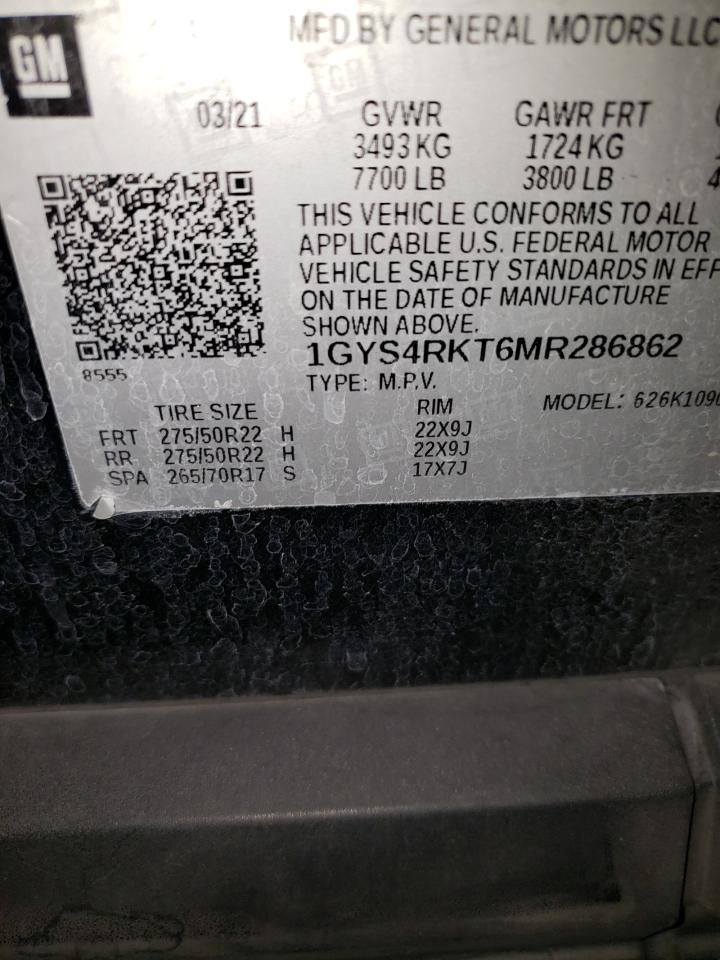 GM
MFD BY GENERAL MOTORS LLC
03/21 GVWR GAWR FRT
3493 KG 1724 KG
7700 LB 3800 LB 4
THIS VEHICLE CONFORMS TO ALL
APPLICABLE U.S. FEDERAL MOTOR
VEHICLE SAFETY STANDARDS IN EFF
ON THE DATE OF MANUFACTURE
SHOWN ABOVE.
1GYS4RKT6MR286862
8555
TYPE: M.P.V.
MODEL: 626K1090
TIRE SIZE RIM
FRT 275/50R22 H 22X9J
RR 275/50R22 H 22X9J
SPA 265/70R17 S 17X7J